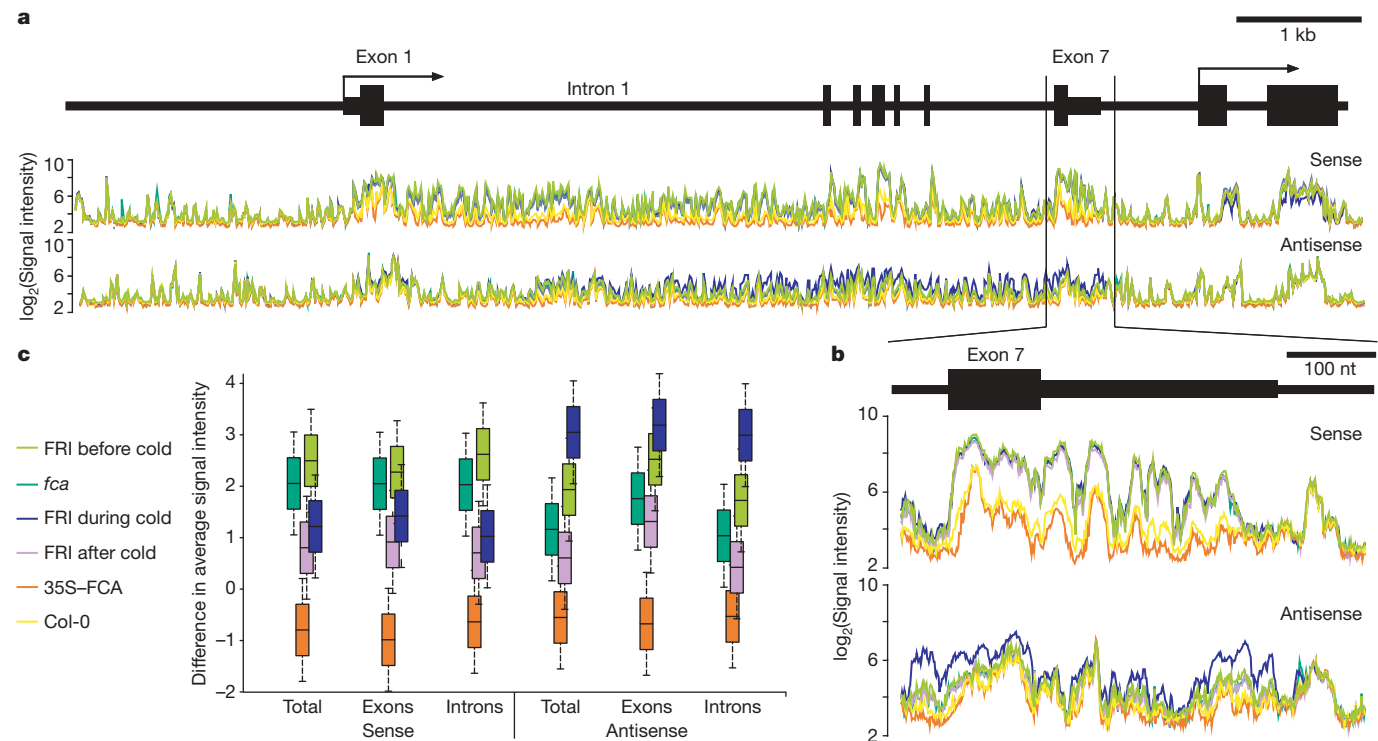 a
1 kb
Exon 1
Intron 1
Exon 7
10
6
2
Sense
10
6
2
Antisense
log2(Signal intensity)
c
FRI before cold
fca
FRI during cold
FRI after cold
35S–FCA
Col-0
Difference in average signal intensity
4
3
2
1
0
–1
–2
Total
Exons
Introns
Total
Exons
Introns
Sense
Antisense
b
Exon 7
100 nt
10
6
2
Sense
10
6
2
Antisense
log2(Signal intensity)